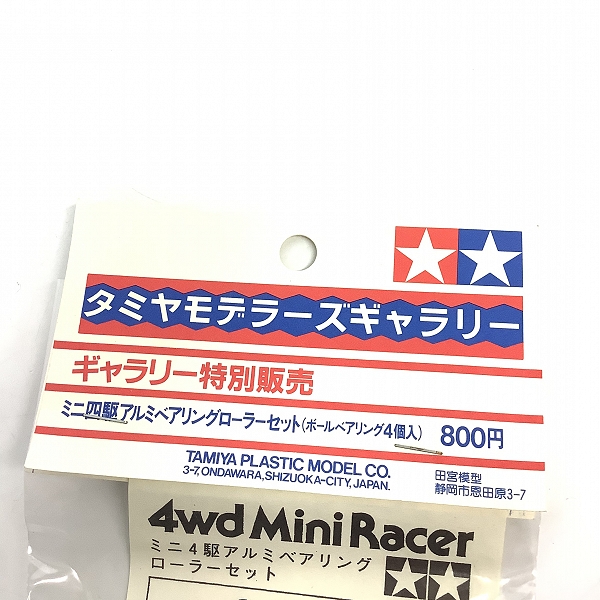 タミヤモデラーズギャラリー
ギャラリー特別販売
ミニ四駆アルミベアリングローラーセット(ボールベアリング4個入) 800円
TAMIYA PLASTIC MODEL CO.
3-7, ONDAWARA, SHIZUOKA-CITY, JAPAN.
田宮模型
静岡市恩田原3-7
4wd Mini Racer
ミニ4駆アルミベアリング
ローラーセット